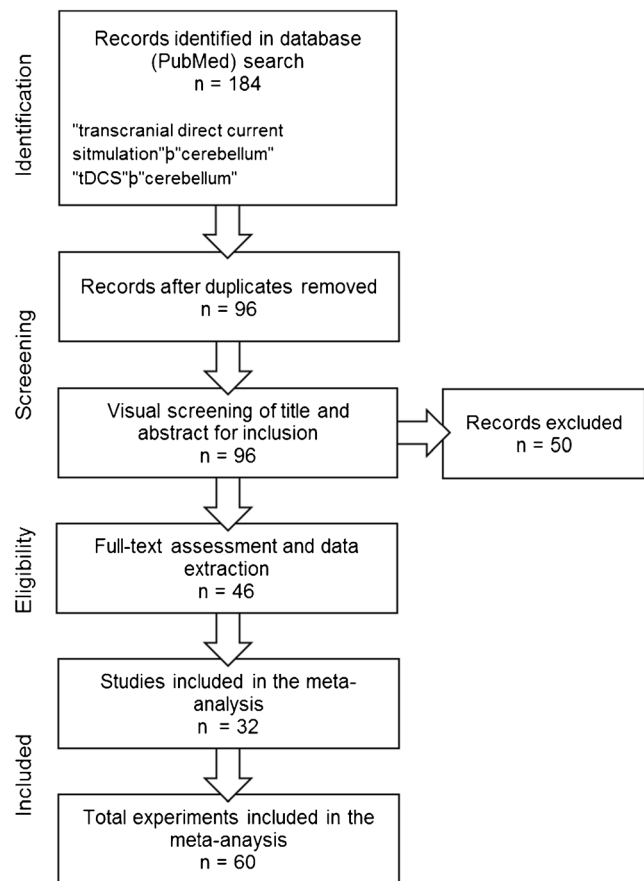 Identification
Records identified in database
(PubMed) search
n = 184
"transcranial direct current
sitmulation"þ"cerebellum"
"tDCS"þ"cerebellum"
Screeening
Records after duplicates removed
n = 96
Visual screening of title and
abstract for inclusion
n = 96
Records excluded
n = 50
Eligibility
Full-text assessment and data
extraction
n = 46
Included
Studies included in the meta-
analysis
n = 32
Total experiments included in the
meta-anaysis
n = 60